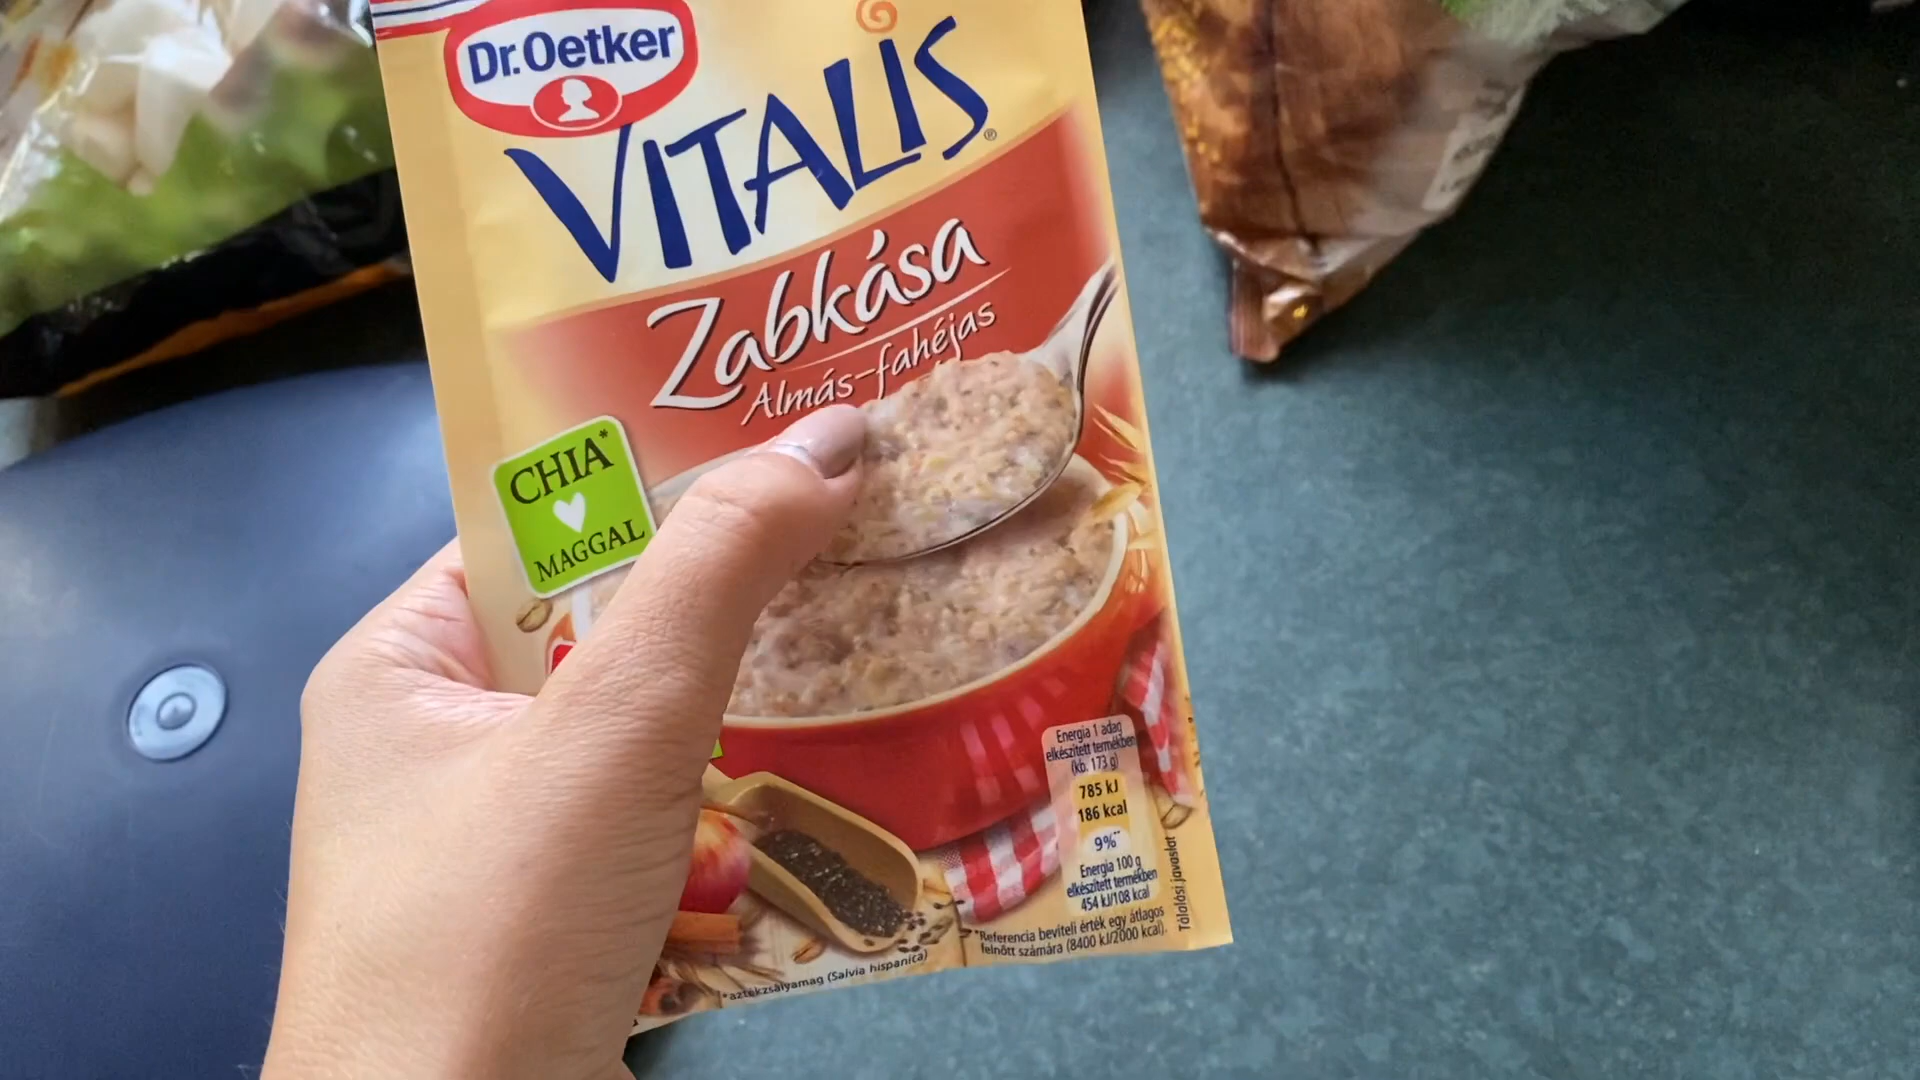 Dr.Oetker
VITALIS®
Zabkása
Almás-fahéjas
CHIA*
MAGGAL
Energia 1 adag
elkészített termékben
(kb. 173 g)
785 kJ
186 kcal
9%**
Energia 100 g
elkészített termékben
454 kJ/108 kcal
Tálalási javaslat
*Referencia beviteli érték egy átlagos
felnőtt számára (8400 kJ/2000 kcal).
*aztékzsályamag (Salvia hispanica)